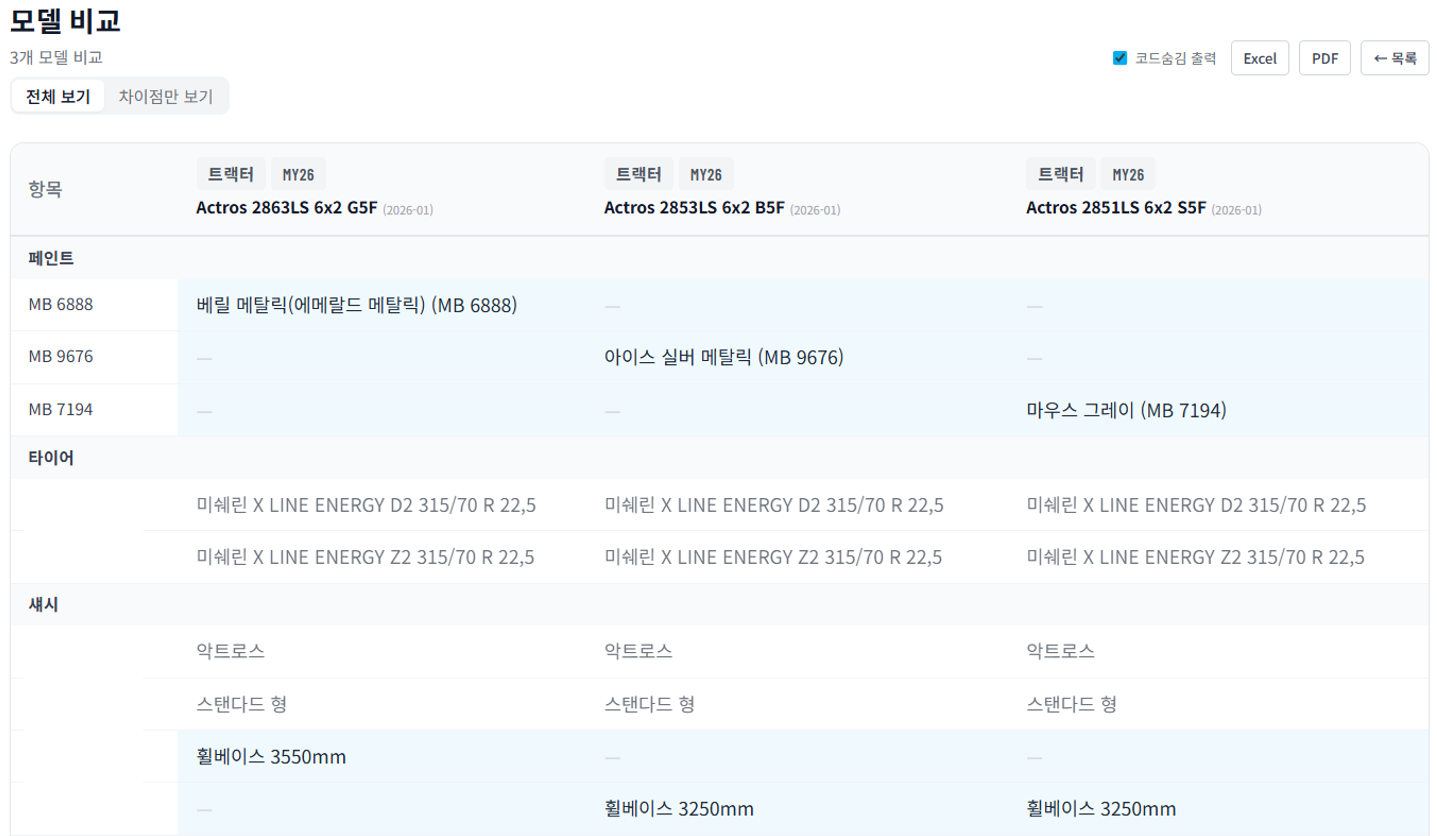 모델 비교
3개 모델 비교
코드숨김 출력 Excel PDF ← 목록
전체 보기 차이점만 보기
항목
트랙터 MY26 트랙터 MY26 트랙터 MY26
Actros 2863LS 6x2 G5F (2026-01) Actros 2853LS 6x2 B5F (2026-01) Actros 2851LS 6x2 S5F (2026-01)
페인트
MB 6888 베릴 메탈릭(에메랄드 메탈릭) (MB 6888) — —
MB 9676 — 아이스 실버 메탈릭 (MB 9676) —
MB 7194 — — 마우스 그레이 (MB 7194)
타이어
미쉐린 X LINE ENERGY D2 315/70 R 22,5 미쉐린 X LINE ENERGY D2 315/70 R 22,5 미쉐린 X LINE ENERGY D2 315/70 R 22,5
미쉐린 X LINE ENERGY Z2 315/70 R 22,5 미쉐린 X LINE ENERGY Z2 315/70 R 22,5 미쉐린 X LINE ENERGY Z2 315/70 R 22,5
섀시
악트로스 악트로스 악트로스
스탠다드 형 스탠다드 형 스탠다드 형
휠베이스 3550mm — —
— 휠베이스 3250mm 휠베이스 3250mm